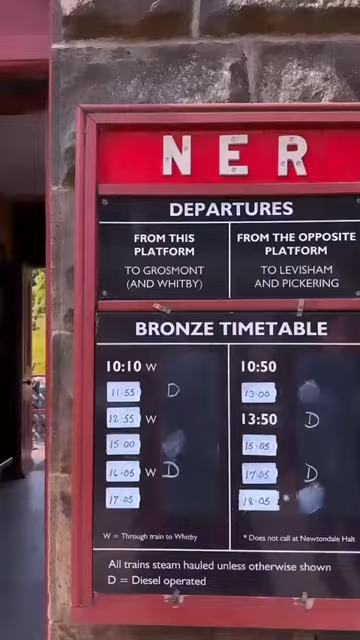 NER
DEPARTURES
FROM THIS
PLATFORM
TO GROSMONT
(AND WHITBY)
FROM THE OPPOSITE
PLATFORM
TO LEVISHAM
AND PICKERING
BRONZE TIMETABLE
10:10 W
11.55 D
12.55 W
15.00
16.05 W D
17.05
W = Through train to Whitby
10:50
13.00
13:50 D
15.05
17.05 D
18.05 *
* Does not call at Newtondale Halt
All trains steam hauled unless otherwise shown
D = Diesel operated